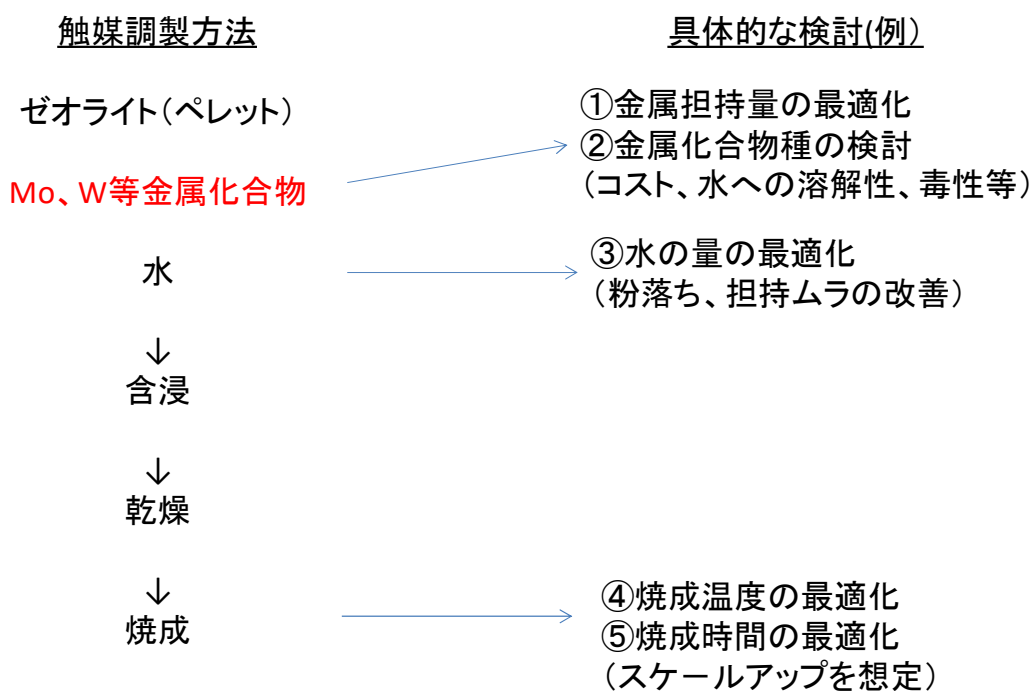 触媒調製方法
具体的な検討(例）
ゼオライト（ペレット）
Mo、W等金属化合物
水
↓
含浸
↓
乾燥
↓
焼成
①金属担持量の最適化
②金属化合物種の検討
（コスト、水への溶解性、毒性等）
③水の量の最適化
（粉落ち、担持ムラの改善）
④焼成温度の最適化
⑤焼成時間の最適化
（スケールアップを想定）